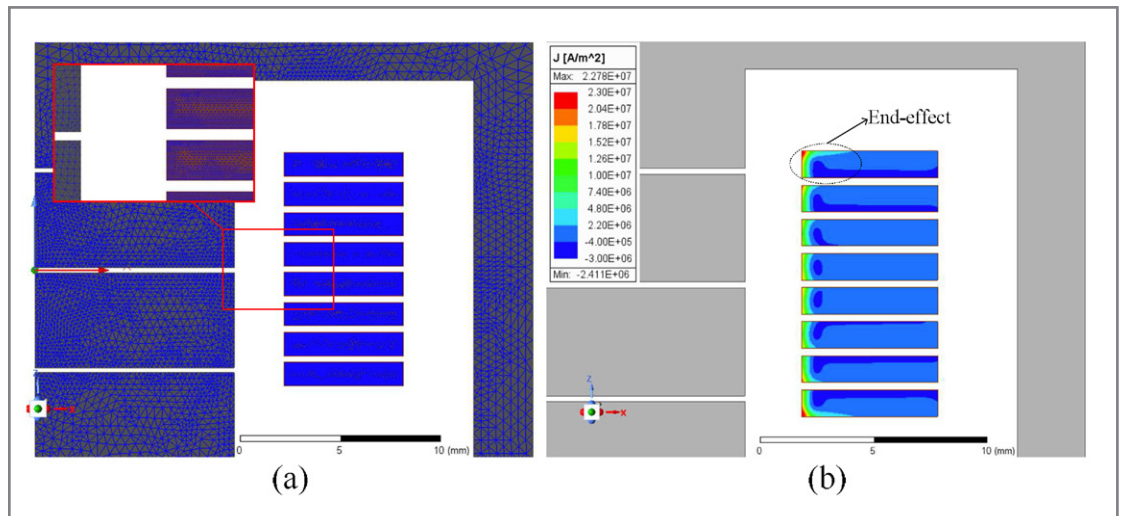 J [A/m^2]
Max: 2.278E+07
2.30E+07
2.04E+07
1.78E+07
1.52E+07
1.26E+07
1.00E+07
7.40E+06
4.80E+06
2.20E+06
-4.00E+05
-3.00E+06
Min: -2.411E+06
End-effect
Z
X
0 5 10 (mm)
(a)
z
x
0 5 10 (mm)
(b)